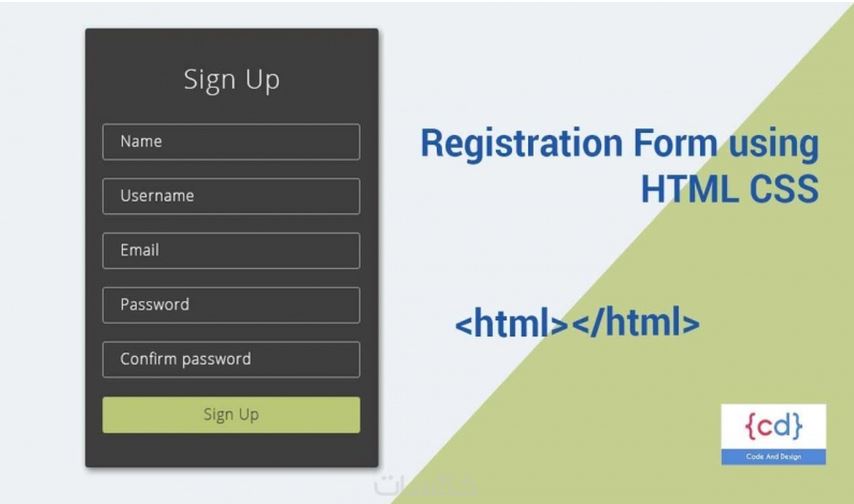 Sign Up
Name
Username
Email
Password
Confirm password
Sign Up
Registration Form using
HTML CSS
<html></html>
{cd}
Code And Design
خمسات